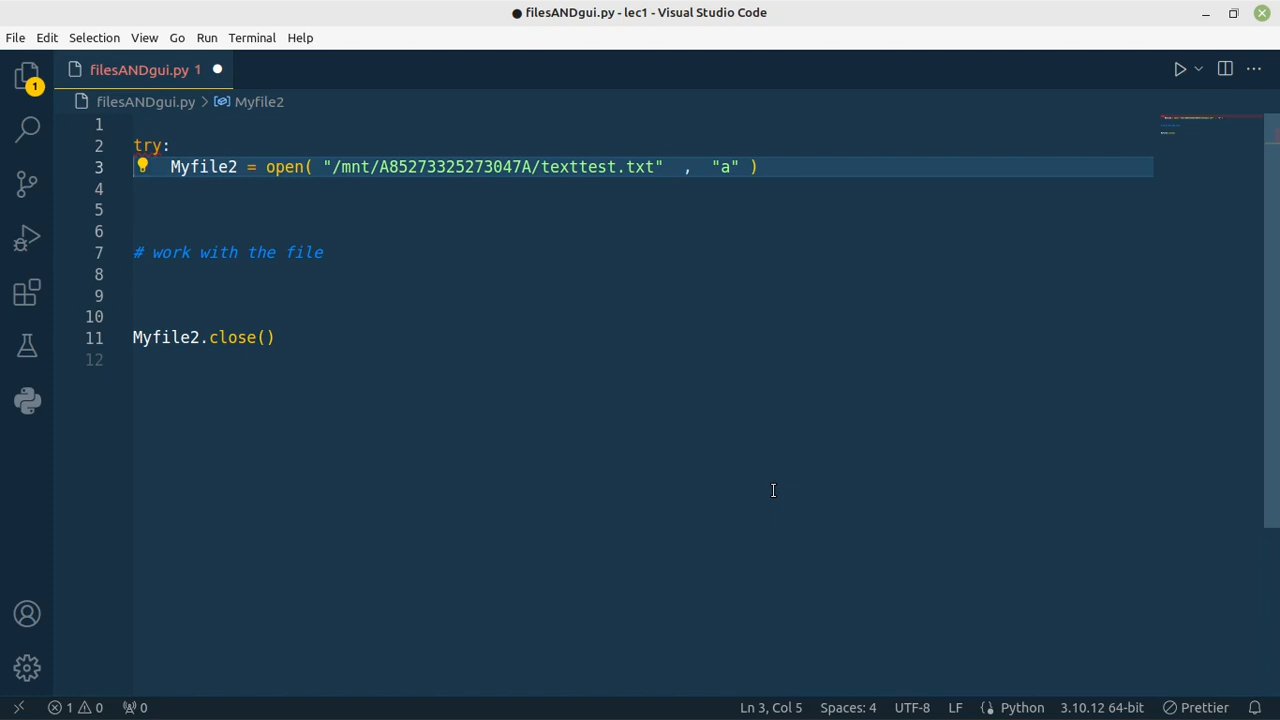 ● filesANDgui.py - lec1 - Visual Studio Code
File Edit Selection View Go Run Terminal Help
1
filesANDgui.py 1
filesANDgui.py > Myfile2
1
2 try:
3 Myfile2 = open( "/mnt/A85273325273047A/texttest.txt" , "a" )
4
5
6
7 # work with the file
8
9
10
11 Myfile2.close()
12
1 0 0 Ln 3, Col 5 Spaces: 4 UTF-8 LF Python 3.10.12 64-bit Prettier